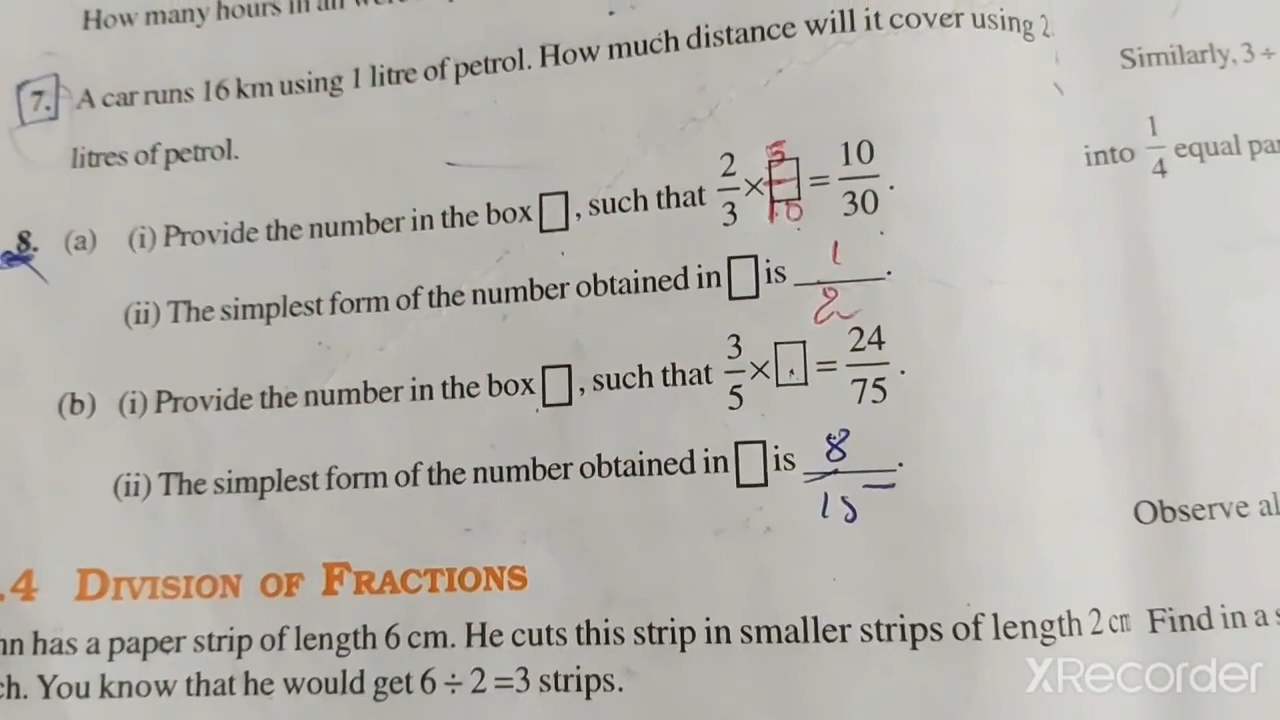 How many hours in all
7. A car runs 16 km using 1 litre of petrol. How much distance will it cover using 2
litres of petrol.
8. (a) (i) Provide the number in the box □, such that 2/3 × 5/10 = 10/30.
(ii) The simplest form of the number obtained in □ is 1/2.
(b) (i) Provide the number in the box □, such that 3/5 × □ = 24/75.
(ii) The simplest form of the number obtained in □ is 8/15.
.4 DIVISION OF FRACTIONS
hn has a paper strip of length 6 cm. He cuts this strip in smaller strips of length 2 cm Find in a s
ch. You know that he would get 6 ÷ 2 =3 strips.
Similarly, 3 ÷
into 1/4 equal par
Observe al
XRecorder